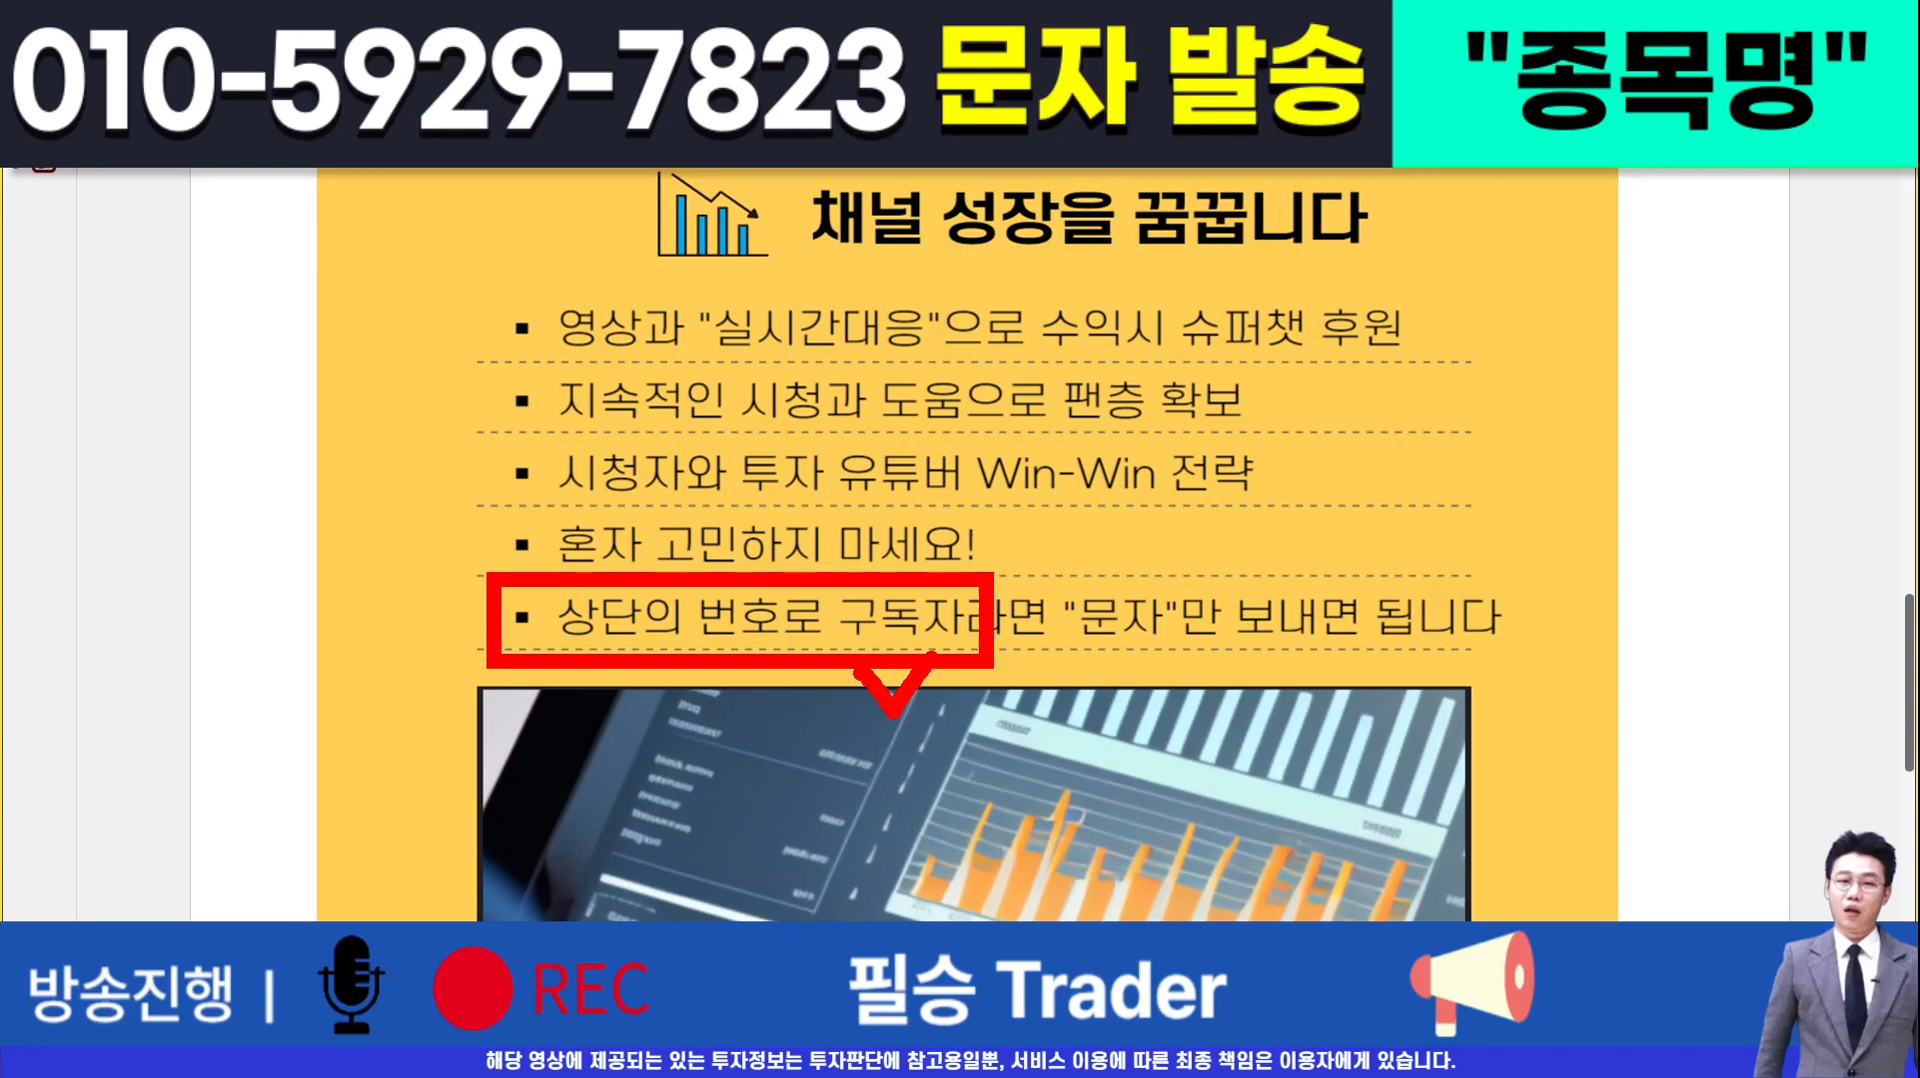 010-5929-7823 문자 발송 "종목명"
채널 성장을 꿈꿉니다
▪ 영상과 "실시간대응"으로 수익시 슈퍼챗 후원
▪ 지속적인 시청과 도움으로 팬층 확보
▪ 시청자와 투자 유튜버 Win-Win 전략
▪ 혼자 고민하지 마세요!
▪ 상단의 번호로 구독자라면 "문자"만 보내면 됩니다
방송진행 | REC 필승 Trader
해당 영상에 제공되는 있는 투자정보는 투자판단에 참고용일뿐, 서비스 이용에 따른 최종 책임은 이용자에게 있습니다.